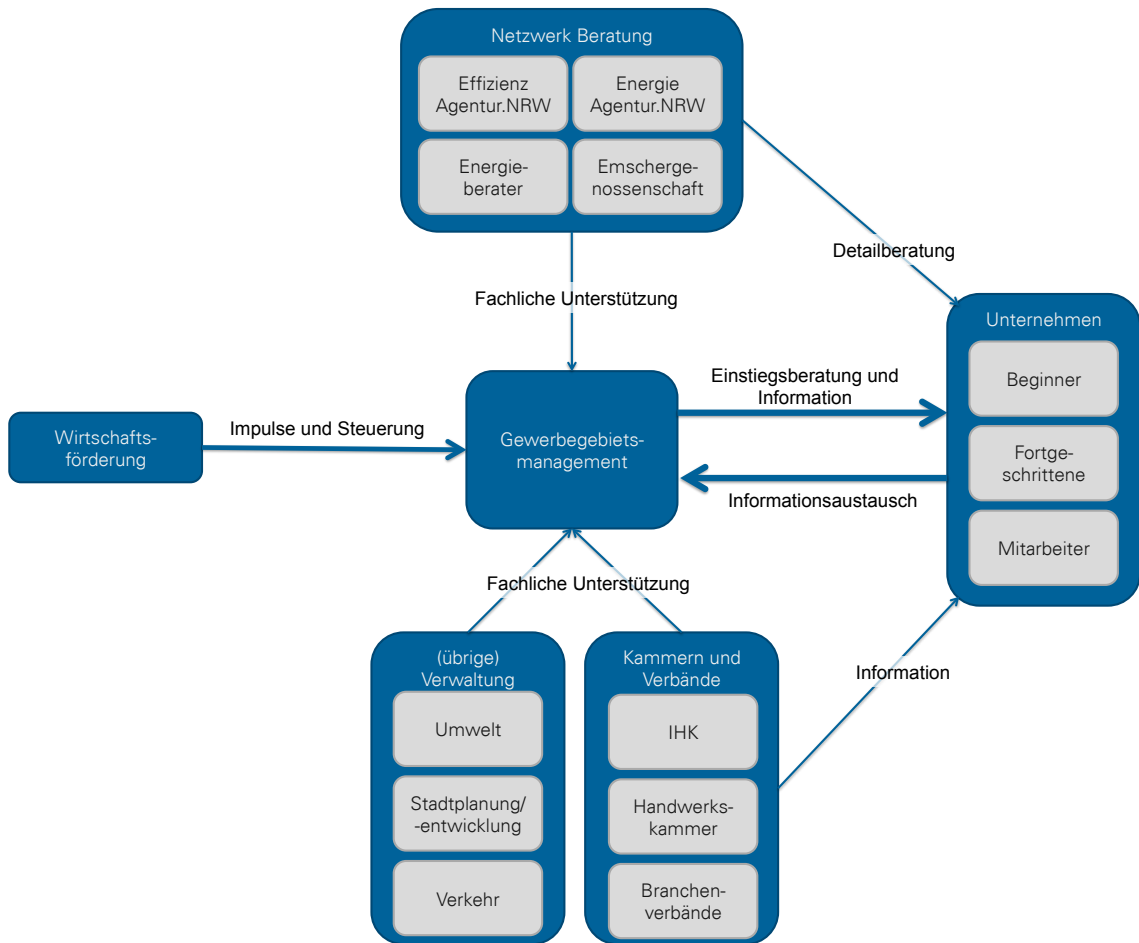 Netzwerk Beratung
Effizienz
Agentur.NRW
Energie
Agentur.NRW
Energie-
berater
Emscherge-
nossenschaft
Detailberatung
Fachliche Unterstützung
Unternehmen
Beginner
Fortge-
schrittene
Mitarbeiter
Einstiegsberatung und
Information
Wirtschafts-
förderung
Impulse und Steuerung
Gewerbegebiets-
management
Informationsaustausch
Fachliche Unterstützung
(übrige)
Verwaltung
Umwelt
Stadtplanung/
-entwicklung
Verkehr
Kammern und
Verbände
IHK
Handwerks-
kammer
Branchen-
verbände
Information